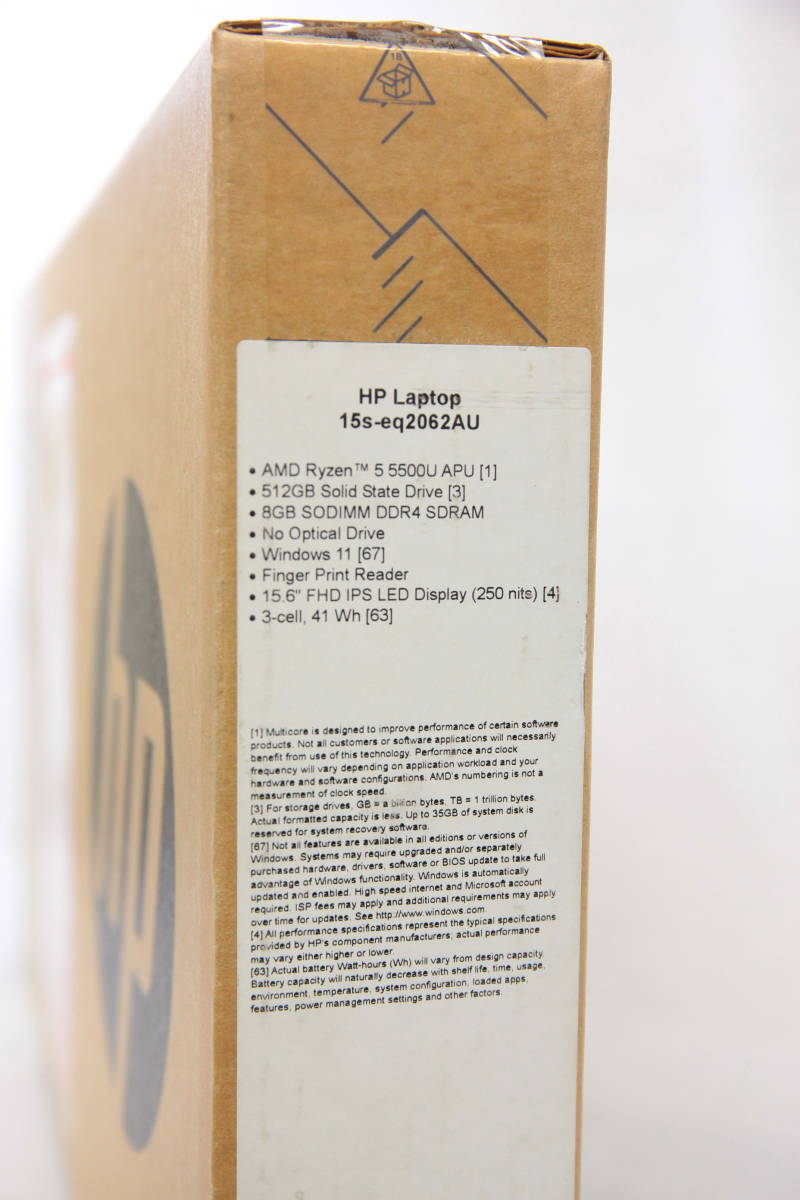 18
HP Laptop
15s-eq2062AU
• AMD Ryzen™ 5 5500U APU [1]
• 512GB Solid State Drive [3]
• 8GB SODIMM DDR4 SDRAM
• No Optical Drive
• Windows 11 [67]
• Finger Print Reader
• 15.6" FHD IPS LED Display (250 nits) [4]
• 3-cell, 41 Wh [63]
[1] Multicore is designed to improve performance of certain software
products. Not all customers or software applications will necessarily
benefit from use of this technology. Performance and clock
frequency will vary depending on application workload and your
hardware and software configurations. AMD's numbering is not a
measurement of clock speed.
[3] For storage drives, GB = a billion bytes, TB = 1 trillion bytes.
Actual formatted capacity is less. Up to 35GB of system disk is
reserved for system recovery software.
[67] Not all features are available in all editions or versions of
Windows. Systems may require upgraded and/or separately
purchased hardware, drivers, software or BIOS update to take full
advantage of Windows functionality. Windows is automatically
updated and enabled. High speed internet and Microsoft account
required. ISP fees may apply and additional requirements may apply
over time for updates. See http://www.windows.com.
[4] All performance specifications represent the typical specifications
provided by HP's component manufacturers; actual performance
may vary either higher or lower.
[63] Actual battery Watt-hours (Wh) will vary from design capacity.
Battery capacity will naturally decrease with shelf life, time, usage,
environment, temperature, system configuration, loaded apps,
features, power management settings and other factors.
hp